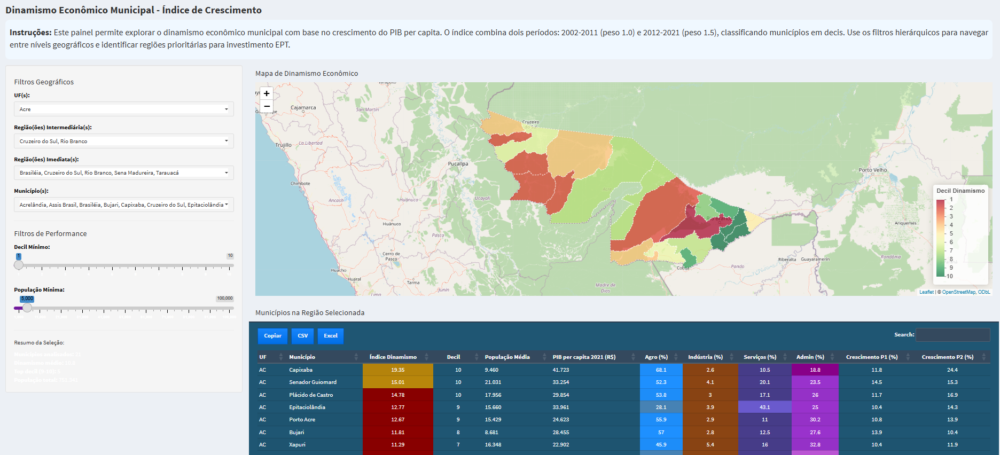 Dinamismo Econômico Municipal - Índice de Crescimento
Instruções: Este painel permite explorar o dinamismo econômico municipal com base no crescimento do PIB per capita. O índice combina dois períodos: 2002-2011 (peso 1.0) e 2012-2021 (peso 1.5), classificando municípios em decis. Use os filtros hierárquicos para navegar
entre níveis geográficos e identificar regiões prioritárias para investimento EPT.
Filtros Geográficos
UF(s):
Acre
Região(ões) Intermediária(s):
Cruzeiro do Sul, Rio Branco
Região(ões) Imediata(s):
Brasiléia, Cruzeiro do Sul, Rio Branco, Sena Madureira, Tarauacá
Município(s):
Acrelândia, Assis Brasil, Brasiléia, Bujari, Capixaba, Cruzeiro do Sul, Epitaciolândia
Filtros de Performance
Decil Mínimo:
1
10
População Mínima:
5,000
100,000
Resumo da Seleção:
Municípios analisados: 21
Top decil (9-10): 5
Mapa de Dinamismo Econômico
+
−
Cajamarca
San Martín
Cruzeiro
do Sul
Trujillo
La Libertad
Pucallpa
Porto Velho
Chimbote
Acre
Ancash
Huánuco
Ucayali
Rio Branco
Ariquemes
Huánuco
Pasco
Cerro de
Pasco
Rondônia
Riberalta
Guayaramerín
Pando
Cobija
Huacho
Huaral
Tarma
Junín
Lima
Madre de
Dios
Decil Dinamismo
1
2
3
4
5
6
7
8
9
10
Leaflet | © OpenStreetMap, ODbL
Municípios na Região Selecionada
Copiar CSV Excel
Search:
UF Município Índice Dinamismo Decil População Média PIB per capita 2021 (R$) Agro (%) Indústria (%) Serviços (%) Admin (%) Crescimento P1 (%) Crescimento P2 (%)
AC Capixaba 19.35 10 9.460 41.723 68.1 2.6 10.5 18.8 11.8 24.4
AC Senador Guiomard 15.01 10 21.031 33.254 52.3 4.1 20.1 23.5 14.5 15.3
AC Plácido de Castro 14.78 10 17.956 29.854 53.8 3 17.1 26 11.7 16.9
AC Epitaciolândia 12.77 9 15.660 33.961 28.1 3.9 43.1 25 10.4 14.3
AC Porto Acre 12.67 9 15.429 24.623 55.9 2.9 11 30.2 10.8 13.9
AC Bujari 11.81 8 8.681 28.455 57 2.8 12.5 27.6 13.9 10.4
AC Xapuri 11.29 7 16.348 22.902 45.9 5.4 16 32.8 10.4 11.9